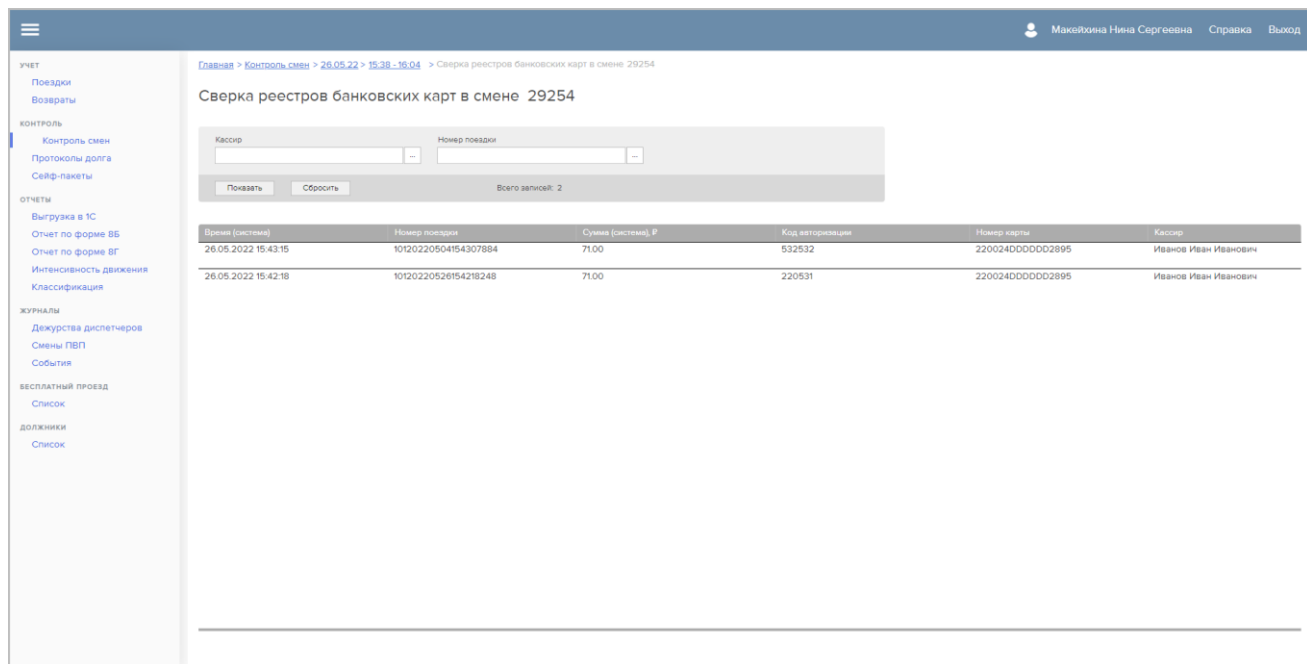 Макейхина Нина Сергеевна Справка Выход
УЧЕТ
Поездки
Возвраты
КОНТРОЛЬ
Контроль смен
Протоколы долга
Сейф-пакеты
ОТЧЕТЫ
Выгрузка в 1С
Отчет по форме 8Б
Отчет по форме 8Г
Интенсивность движения
Классификация
ЖУРНАЛЫ
Дежурства диспетчеров
Смены ПВП
События
БЕСПЛАТНЫЙ ПРОЕЗД
Список
ДОЛЖНИКИ
Список
Главная > Контроль смен > 26.05.22 > 15:38 - 16:04 > Сверка реестров банковских карт в смене 29254
Сверка реестров банковских карт в смене 29254
Кассир Номер поездки
... ...
Показать Сбросить Всего записей: 2
Время (система) Номер поездки Сумма (система), ₽ Код авторизации Номер карты Кассир
26.05.2022 15:43:15 10120220504154307884 71.00 532532 220024DDDDDD2895 Иванов Иван Иванович
26.05.2022 15:42:18 10120220526154218248 71.00 220531 220024DDDDDD2895 Иванов Иван Иванович